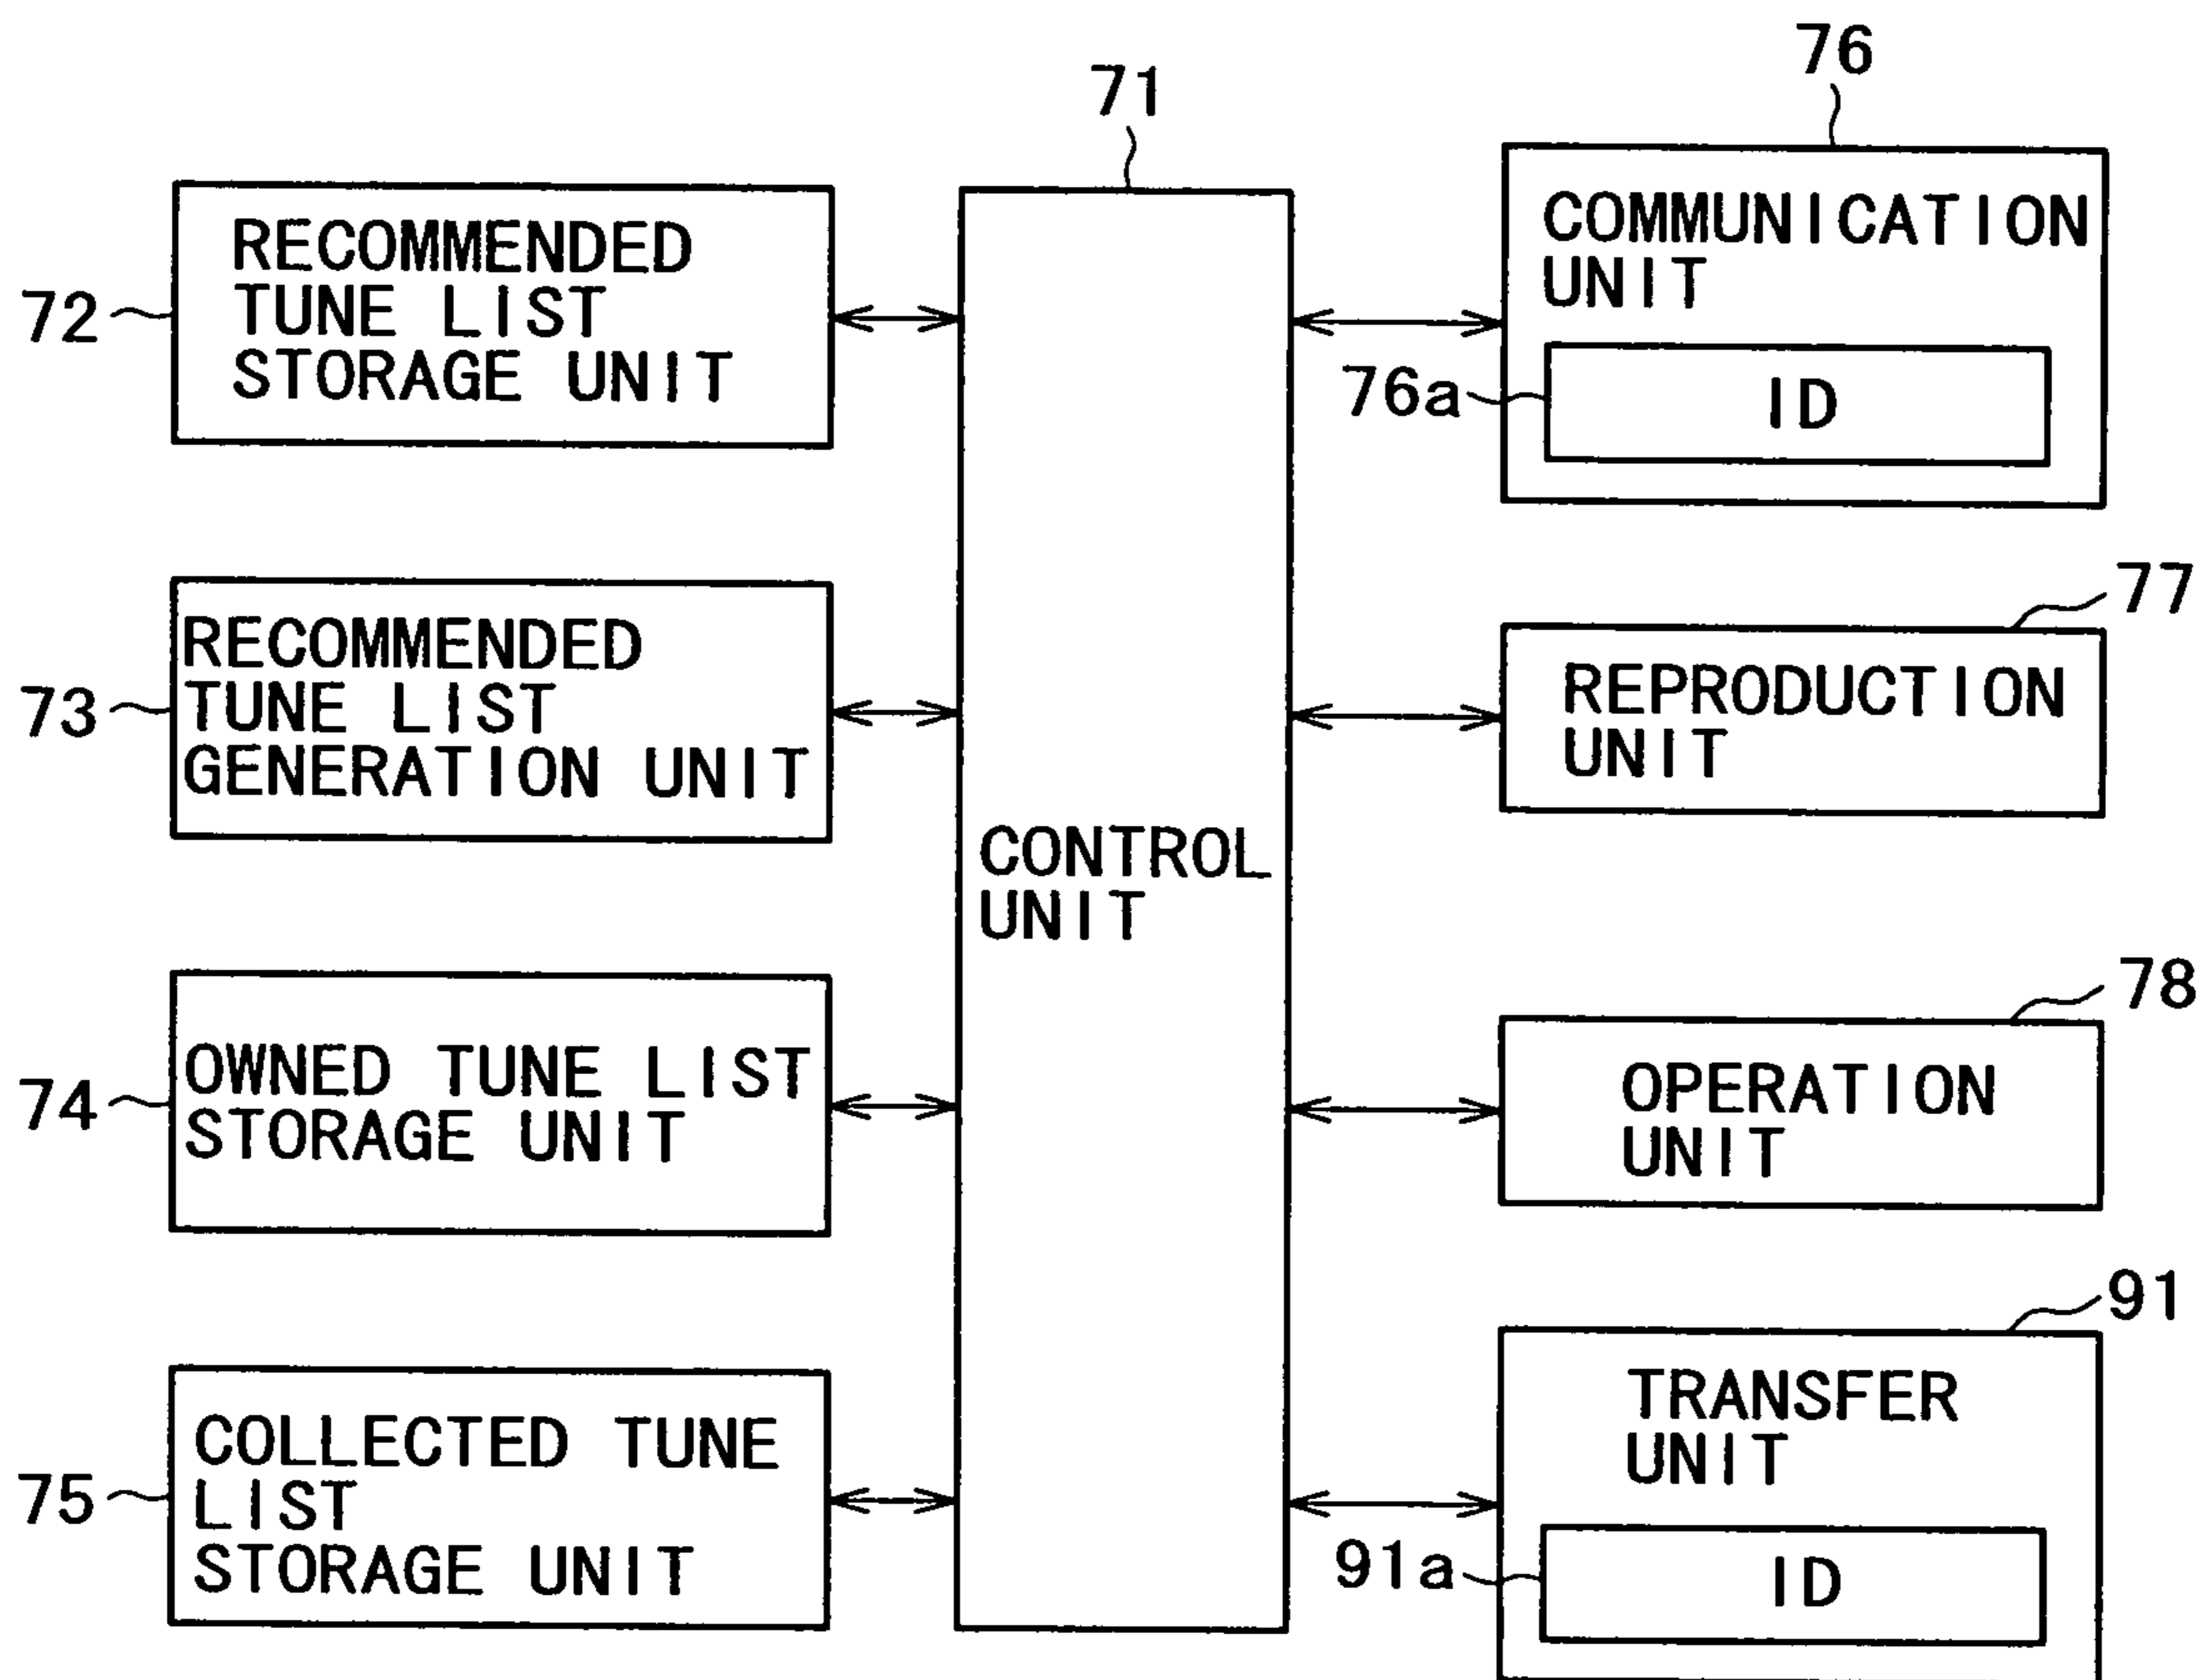 71
76
72
RECOMMENDED
TUNE LIST
STORAGE UNIT
COMMUNICATION
UNIT
76a
ID
73
RECOMMENDED
TUNE LIST
GENERATION UNIT
77
REPRODUCTION
UNIT
CONTROL
UNIT
74
OWNED TUNE LIST
STORAGE UNIT
78
OPERATION
UNIT
75
COLLECTED TUNE
LIST
STORAGE UNIT
91
TRANSFER
UNIT
91a
ID